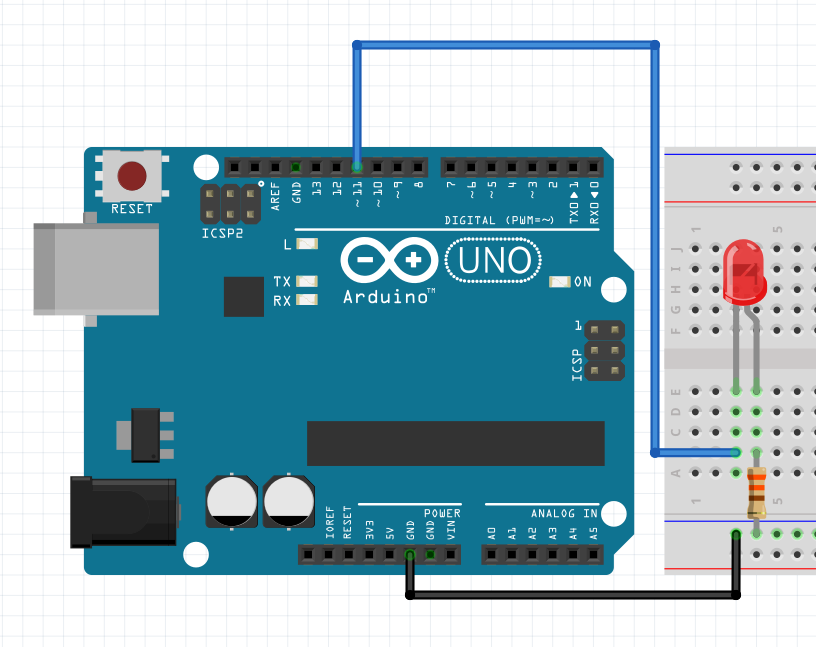 RESET
ICSP2
AREF
GND
13
12
~11
~10
~9
8
7
~6
~5
4
~3
2
TX0▶1
RX0◀0
DIGITAL (PWM=~)
L
TX
RX
Arduino™
UNO
ON
1
ICSP
IOREF
RESET
3V3
5V
GND
GND
VIN
POWER
ANALOG IN
A0
A1
A2
A3
A4
A5
1
5
J
I
H
G
F
E
D
C
A
1
5